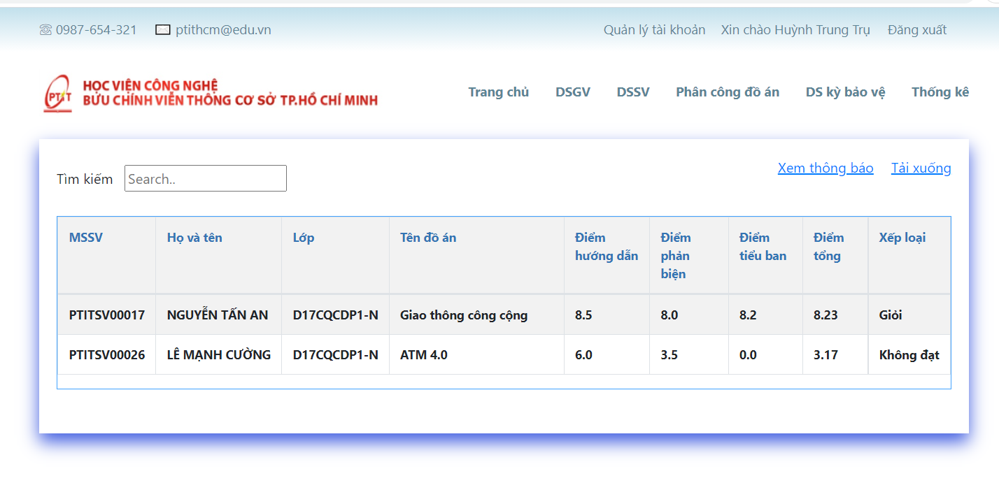 0987-654-321 ptithcm@edu.vn Quản lý tài khoản Xin chào Huỳnh Trung Trụ Đăng xuất
PTIT HỌC VIỆN CÔNG NGHỆ
BƯU CHÍNH VIỄN THÔNG CƠ SỞ TP.HỒ CHÍ MINH
Trang chủ DSGV DSSV Phân công đồ án DS kỳ bảo vệ Thống kê
Xem thông báo Tải xuống
Tìm kiếm Search..
MSSV Họ và tên Lớp Tên đồ án Điểm hướng dẫn Điểm phản biện Điểm tiểu ban Điểm tổng Xếp loại
PTITSV00017 NGUYỄN TẤN AN D17CQCDP1-N Giao thông công cộng 8.5 8.0 8.2 8.23 Giỏi
PTITSV00026 LÊ MẠNH CƯỜNG D17CQCDP1-N ATM 4.0 6.0 3.5 0.0 3.17 Không đạt